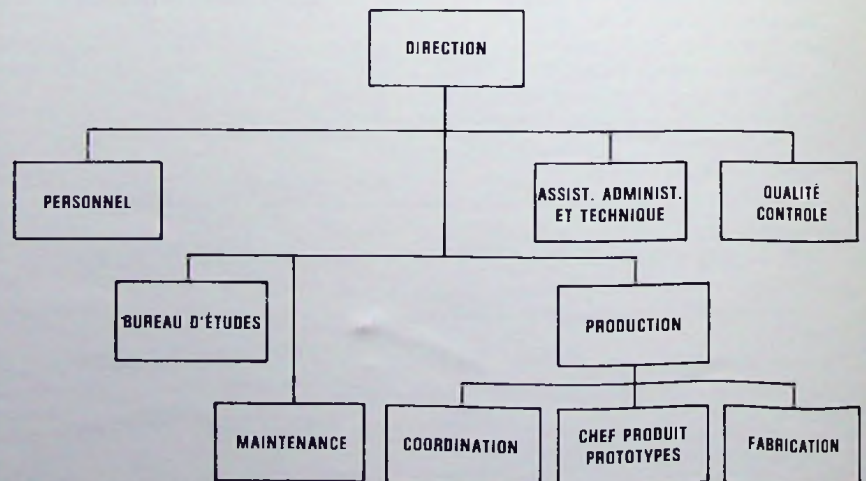 DIRECTION
PERSONNEL
ASSIST. ADMINIST.
ET TECHNIQUE
QUALITÉ
CONTROLE
BUREAU D'ÉTUDES
PRODUCTION
MAINTENANCE
COORDINATION
CHEF PRODUIT
PROTOTYPES
FABRICATION